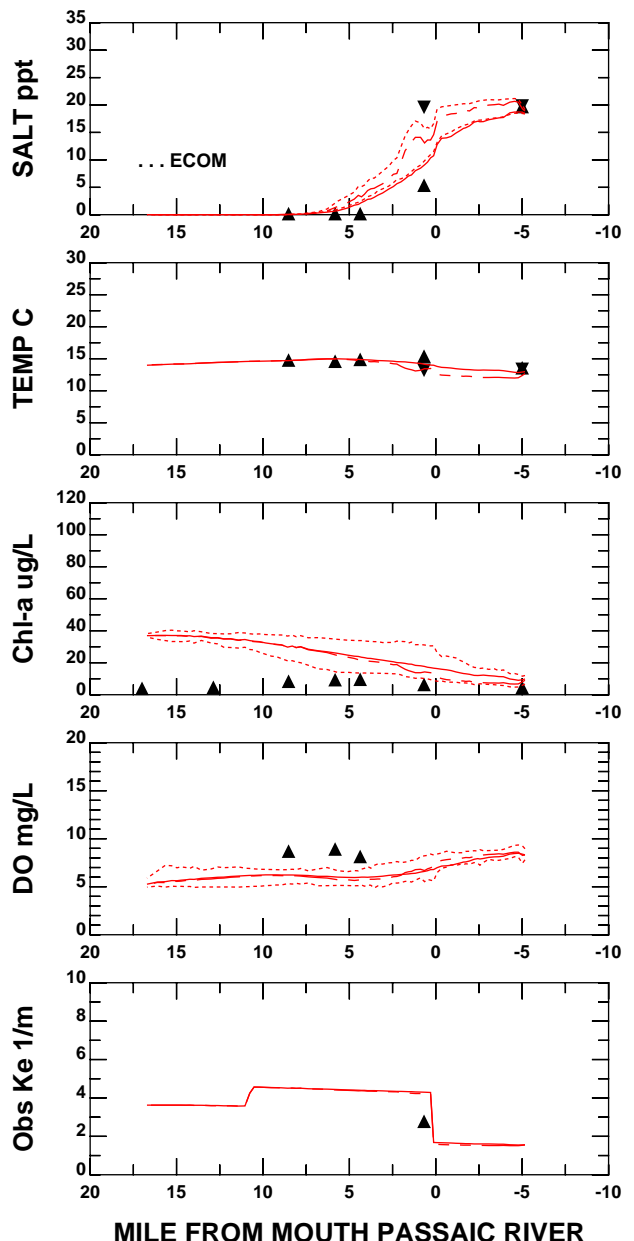 SALT ppt
35
30
25
20
15
10
5
0
. . . ECOM
20 15 10 5 0 -5 -10
TEMP C
30
25
20
15
10
5
0
20 15 10 5 0 -5 -10
Chl-a ug/L
120
100
80
60
40
20
0
20 15 10 5 0 -5 -10
DO mg/L
20
15
10
5
0
20 15 10 5 0 -5 -10
Obs Ke 1/m
10
8
6
4
2
0
20 15 10 5 0 -5 -10
MILE FROM MOUTH PASSAIC RIVER